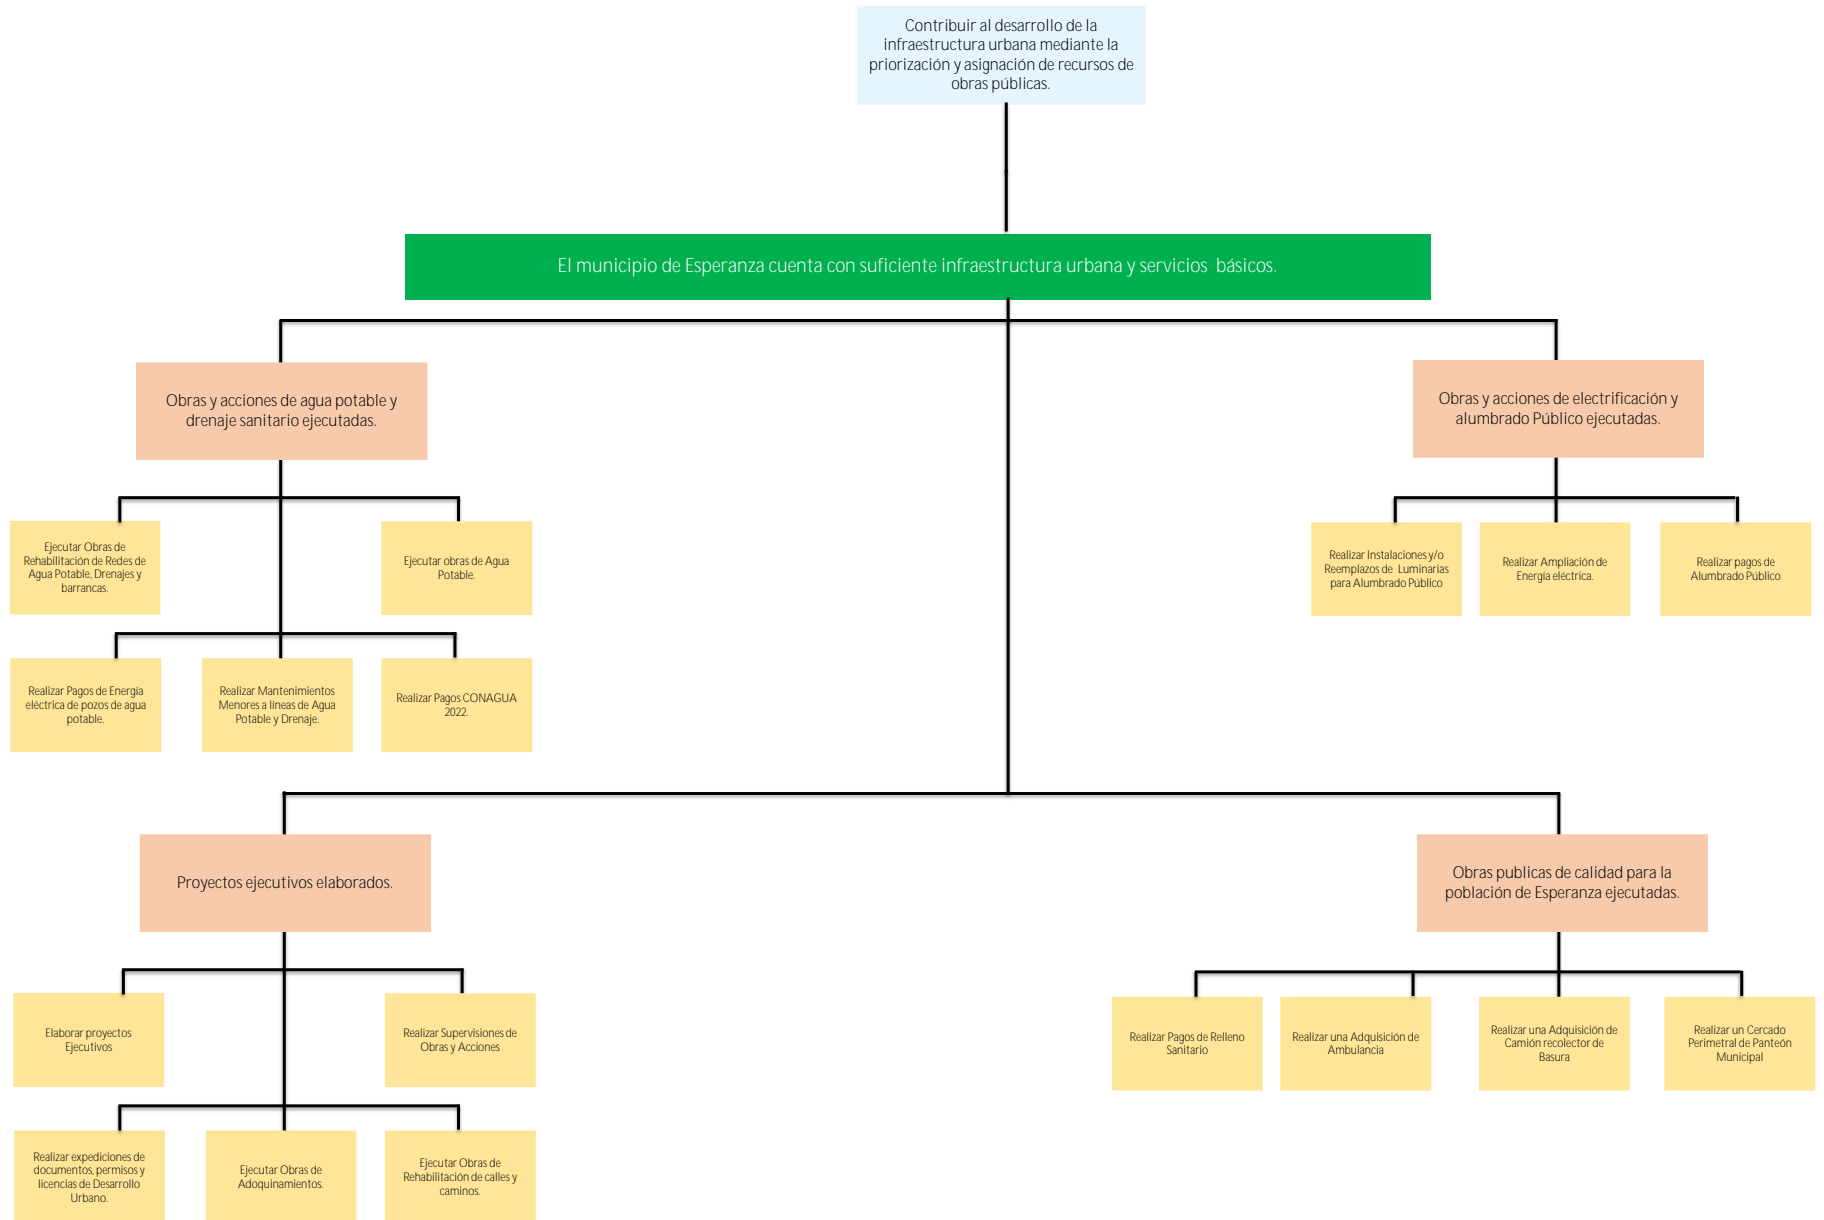 Contribuir al desarrollo de la
infraestructura urbana mediante la
priorización y asignación de recursos de
obras públicas.
El municipio de Esperanza cuenta con suficiente infraestructura urbana y servicios  básicos.
Obras y acciones de agua potable y
drenaje sanitario ejecutadas.
Obras y acciones de electrificación y
alumbrado Público ejecutadas.
Ejecutar Obras de
Rehabilitación de Redes de
Agua Potable, Drenajes y
barrancas.
Ejecutar obras de Agua
Potable.
Realizar Instalaciones y/o
Reemplazos de  Luminarias
para Alumbrado Público
Realizar Ampliación de
Energía eléctrica.
Realizar pagos de
Alumbrado Público
Realizar Pagos de Energía
eléctrica de pozos de agua
potable.
Realizar Mantenimientos
Menores a líneas de Agua
Potable y Drenaje.
Realizar Pagos CONAGUA
2022.
Proyectos ejecutivos elaborados.
Obras publicas de calidad para la
población de Esperanza ejecutadas.
Elaborar proyectos
Ejecutivos
Realizar Supervisiones de
Obras y Acciones
Realizar Pagos de Relleno
Sanitario
Realizar una Adquisición de
Ambulancia
Realizar una Adquisición de
Camión recolector de
Basura
Realizar un Cercado
Perimetral de Panteón
Municipal
Realizar expediciones de
documentos, permisos y
licencias de Desarrollo
Urbano.
Ejecutar Obras de
Adoquinamientos.
Ejecutar Obras de
Rehabilitación de calles y
caminos.